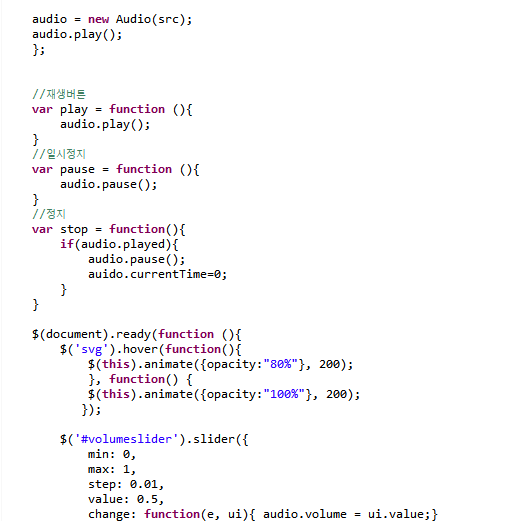 audio = new Audio(src);
audio.play();
};
//재생버튼
var play = function (){
audio.play();
}
//일시정지
var pause = function (){
audio.pause();
}
//정지
var stop = function(){
if(audio.played){
audio.pause();
auido.currentTime=0;
}
}
$(document).ready(function (){
$('svg').hover(function(){
$(this).animate({opacity:"80%"}, 200);
}, function() {
$(this).animate({opacity:"100%"}, 200);
});
$('#volumeslider').slider({
min: 0,
max: 1,
step: 0.01,
value: 0.5,
change: function(e, ui){ audio.volume = ui.value;}